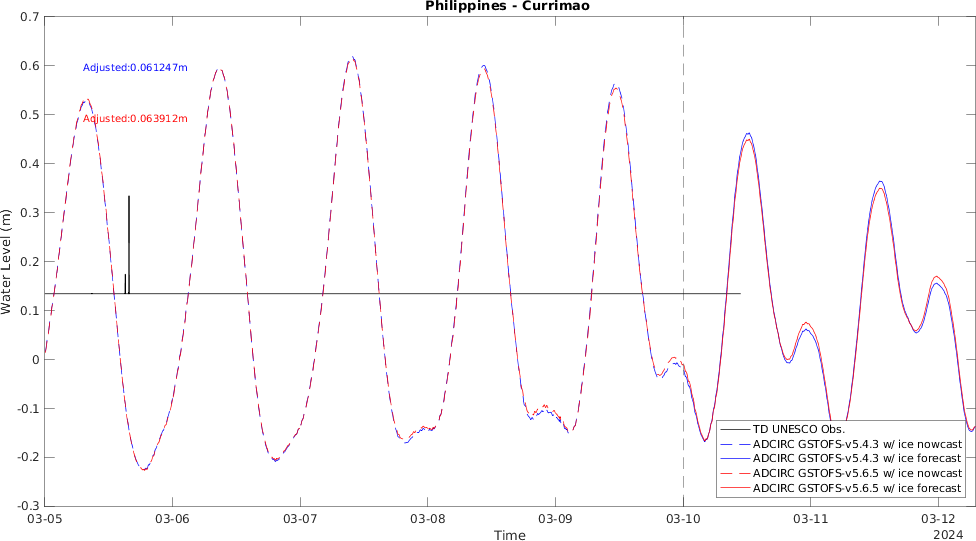 Philippines - Currimao
0.7
0.6
0.5
0.4
0.3
0.2
0.1
0
-0.1
-0.2
-0.3
Water Level (m)
Adjusted:0.061247m
Adjusted:0.063912m
TD UNESCO Obs.
ADCIRC GSTOFS-v5.4.3 w/ ice nowcast
ADCIRC GSTOFS-v5.4.3 w/ ice forecast
ADCIRC GSTOFS-v5.6.5 w/ ice nowcast
ADCIRC GSTOFS-v5.6.5 w/ ice forecast
03-05 03-06 03-07 03-08 03-09 03-10 03-11 03-12
Time
2024